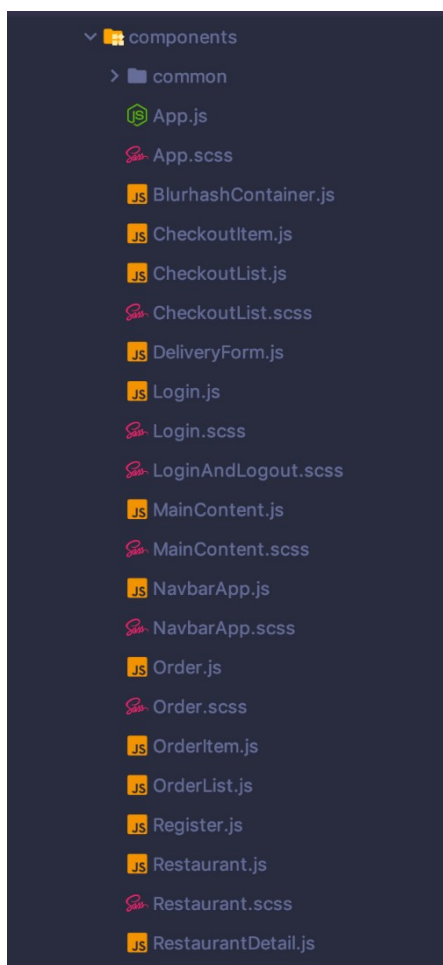 components
common
App.js
App.scss
BlurhashContainer.js
CheckoutItem.js
CheckoutList.js
CheckoutList.scss
DeliveryForm.js
Login.js
Login.scss
LoginAndLogout.scss
MainContent.js
MainContent.scss
NavbarApp.js
NavbarApp.scss
Order.js
Order.scss
OrderItem.js
OrderList.js
Register.js
Restaurant.js
Restaurant.scss
RestaurantDetail.js